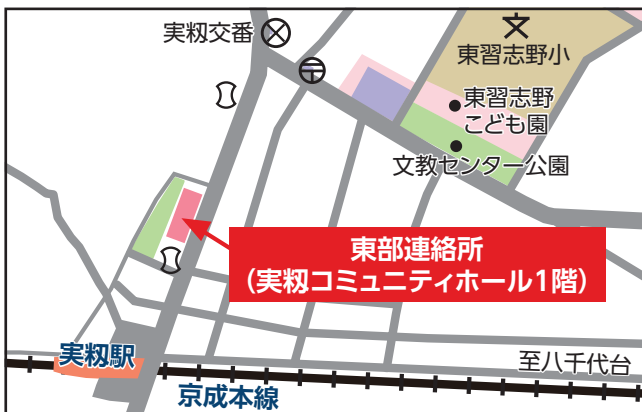 実籾交番
東習志野小
東習志野
こども園
文教センター公園
東部連絡所
（実籾コミュニティホール1階）
実籾駅
至八千代台
京成本線